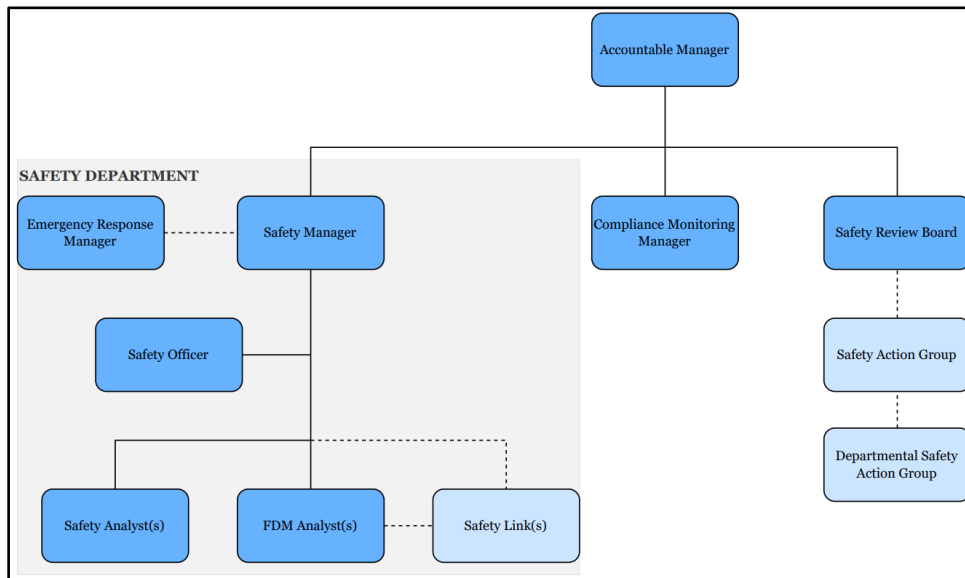 Accountable Manager
SAFETY DEPARTMENT
Emergency Response
Manager
Safety Manager
Compliance Monitoring
Manager
Safety Review Board
Safety Officer
Safety Action Group
Departmental Safety
Action Group
Safety Analyst(s)
FDM Analyst(s)
Safety Link(s)